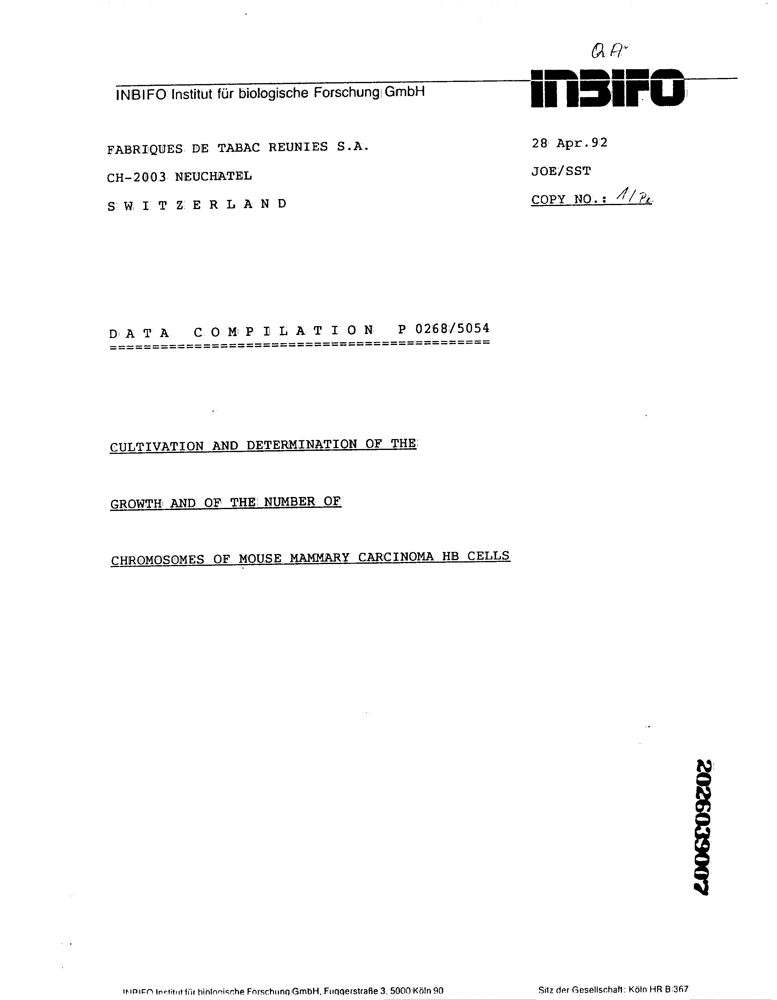 QA
INBIFO Institut für biologische Forschung GmbH
INBIFO
FABRIQUES DE TABAC REUNIES S.A.
28 Apr.92
CH-2003 NEUCHATEL
JOE/SST
S W I T Z E R L A N D
COPY NO.: 1/Pe
D A T A C O M P I L A T I O N P 0268/5054
============================================
CULTIVATION AND DETERMINATION OF THE
GROWTH AND OF THE NUMBER OF
CHROMOSOMES OF MOUSE MAMMARY CARCINOMA HB CELLS
2026039007
INBIFO Institut für biologische Forschung GmbH, Fuggerstraße 3, 5000 Köln 90
Sitz der Gesellschaft: Köln HR B 367